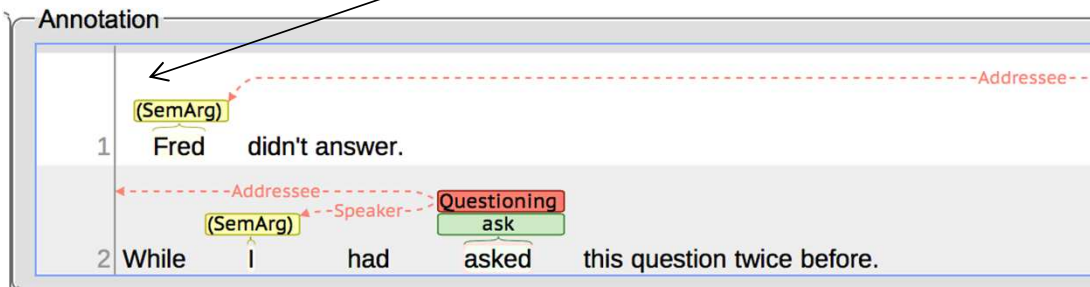 Annotation
Addressee
(SemArg)
1 Fred didn't answer.
Addressee
Questioning
Speaker
(SemArg) ask
2 While I had asked this question twice before.